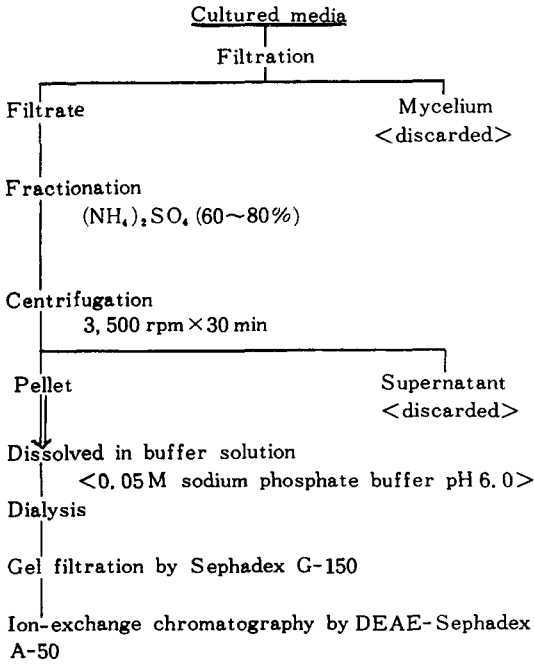 Cultured media
Filtration
Filtrate
Mycelium
<discarded>
Fractionation
(NH₄)₂SO₄ (60~80%)
Centrifugation
3,500 rpm×30 min
Pellet
Supernatant
<discarded>
Dissolved in buffer solution
<0.05M sodium phosphate buffer pH 6.0>
Dialysis
Gel filtration by Sephadex G-150
Ion-exchange chromatography by DEAE-Sephadex
A-50